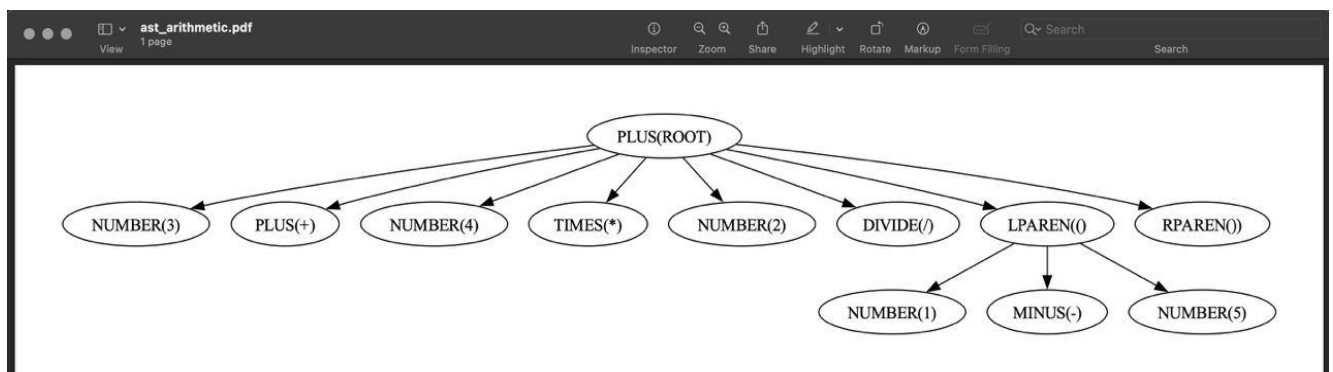 ast_arithmetic.pdf
1 page
View
Inspector Zoom Share Highlight Rotate Markup Form Filling
Search
Search
PLUS(ROOT)
NUMBER(3) PLUS(+) NUMBER(4) TIMES(*) NUMBER(2) DIVIDE(/) LPAREN(() RPAREN())
NUMBER(1) MINUS(-) NUMBER(5)